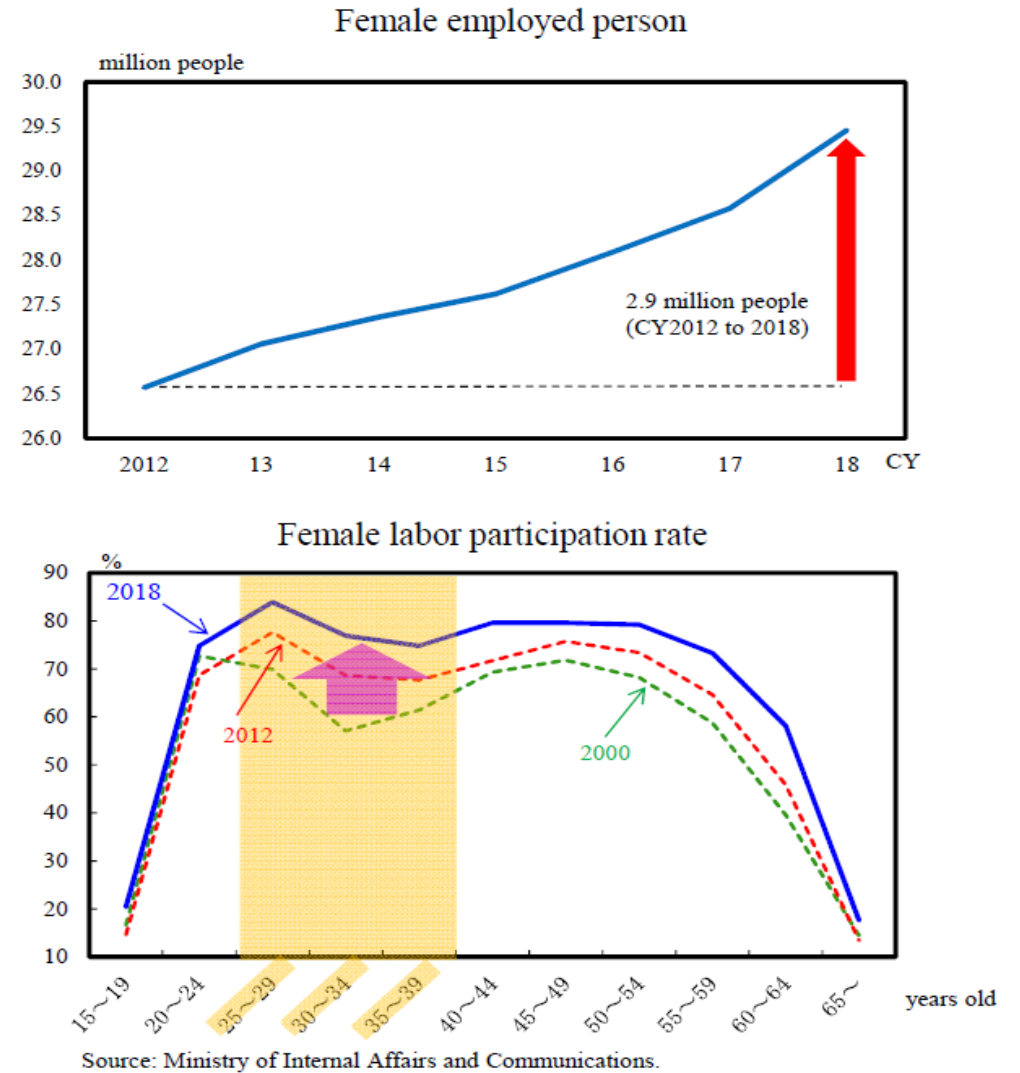 Female employed person
million people
30.0
29.5
29.0
28.5
28.0
27.5
27.0
26.5
26.0
2.9 million people
(CY2012 to 2018)
2012 13 14 15 16 17 18 CY
Female labor participation rate
%
90
80
70
60
50
40
30
20
10
2018
2012
2000
15～19 20～24 25～29 30～34 35～39 40～44 45～49 50～54 55～59 60～64 65～ years old
Source: Ministry of Internal Affairs and Communications.